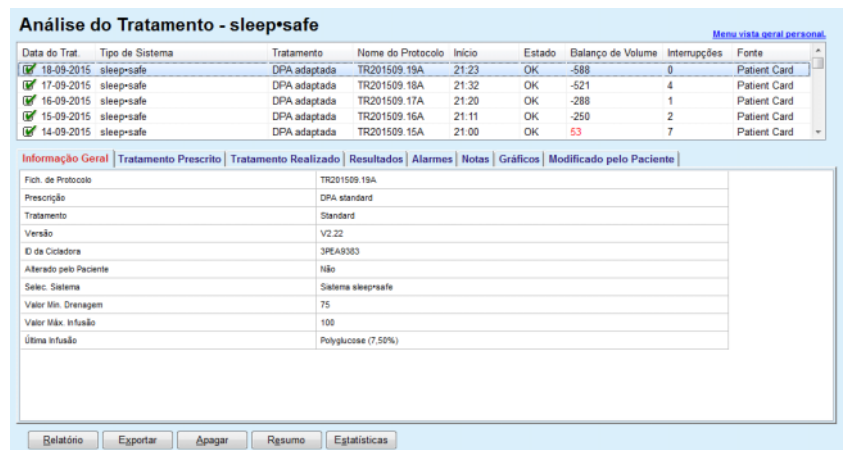 Análise do Tratamento - sleep•safe
Menu vista geral personal.
Data do Trat. Tipo de Sistema Tratamento Nome do Protocolo Início Estado Balanço de Volume Interrupções Fonte
18-09-2015 sleep•safe DPA adaptada TR201509.19A 21:23 OK -588 0 Patient Card
17-09-2015 sleep•safe DPA adaptada TR201509.18A 21:32 OK -521 4 Patient Card
16-09-2015 sleep•safe DPA adaptada TR201509.17A 21:20 OK -288 1 Patient Card
15-09-2015 sleep•safe DPA adaptada TR201509.16A 21:11 OK -250 2 Patient Card
14-09-2015 sleep•safe DPA adaptada TR201509.15A 21:00 OK 53 7 Patient Card
Informação Geral Tratamento Prescrito Tratamento Realizado Resultados Alarmes Notas Gráficos Modificado pelo Paciente
Fich. de Protocolo TR201509.19A
Prescrição DPA standard
Tratamento Standard
Versão V2.22
ID da Cicladora 3PEA9383
Alterado pelo Paciente Não
Selec. Sistema Sistema sleep•safe
Valor Mín. Drenagem 75
Valor Máx. Infusão 100
Última Infusão Polyglucose (7,50%)
Relatório Exportar Apagar Resumo Estatísticas